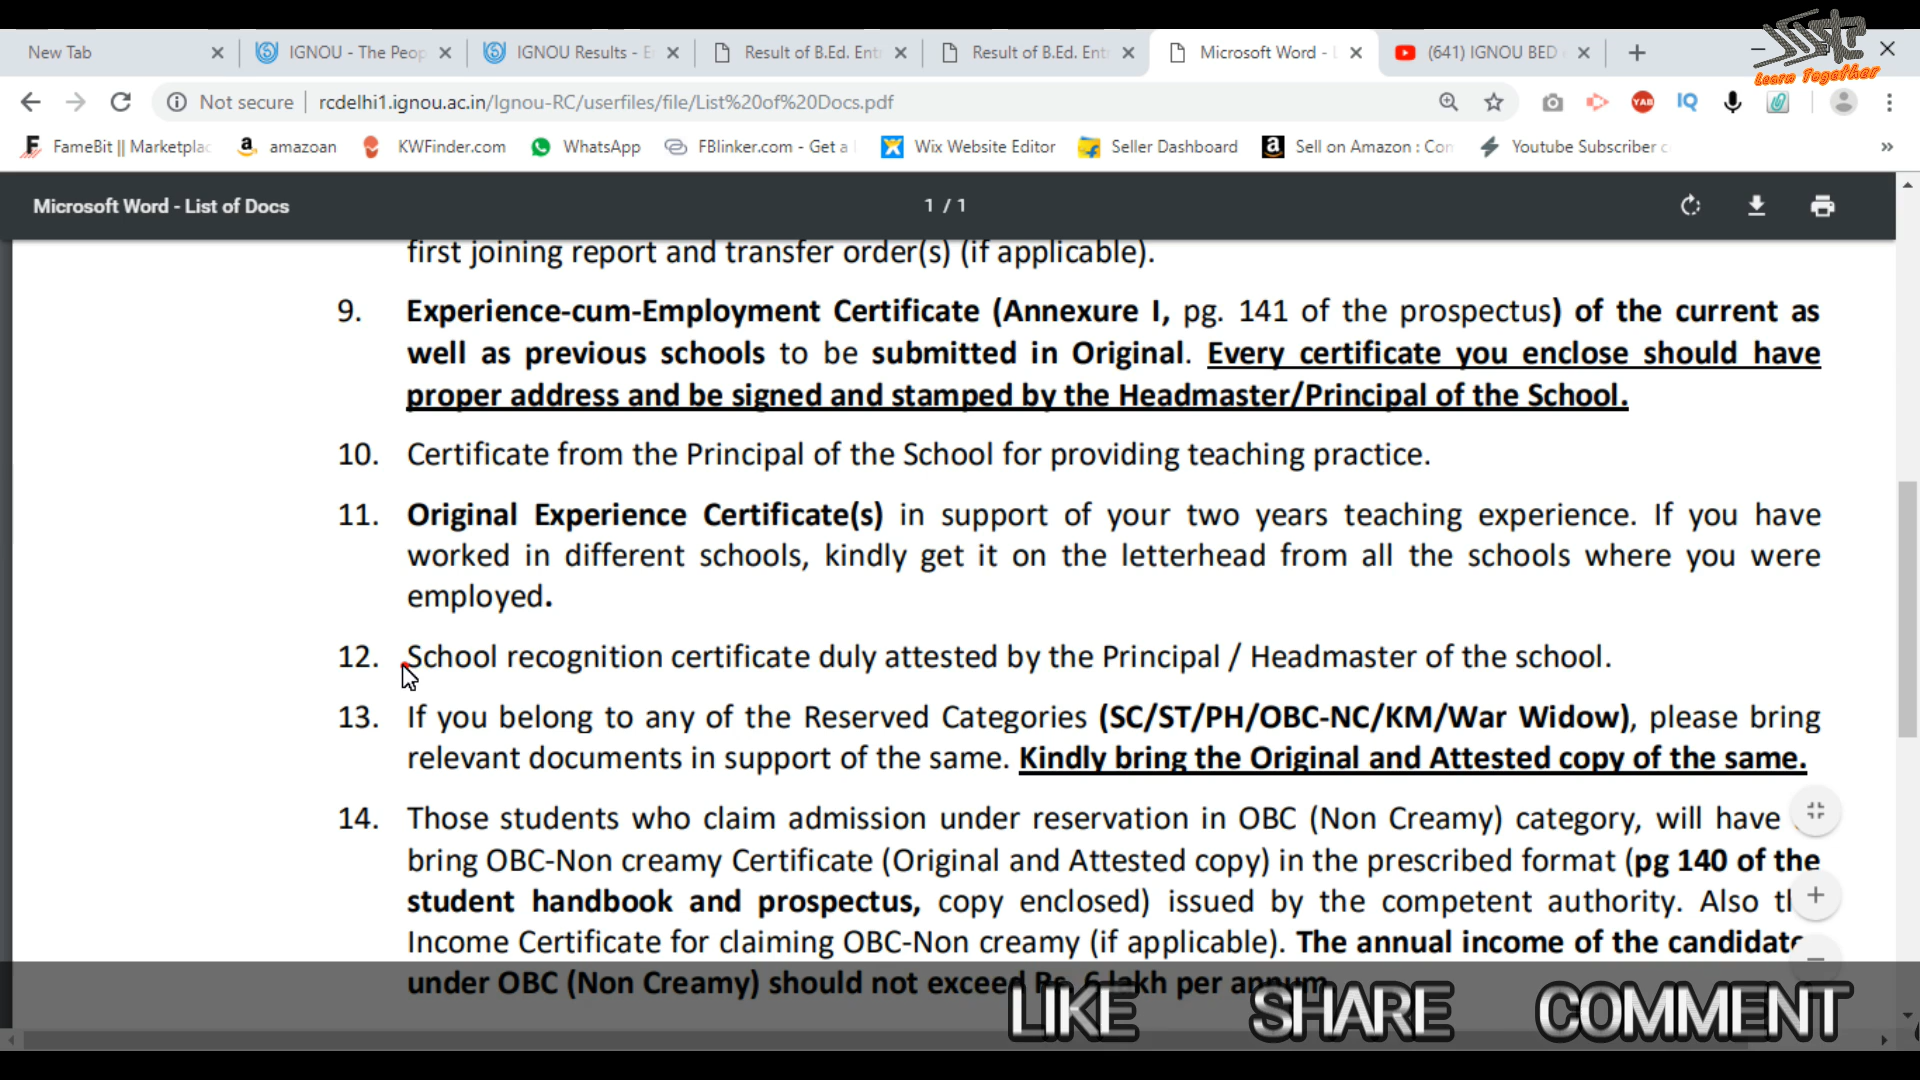 New Tab
IGNOU - The Peop
IGNOU Results - E
Result of B.Ed. Ent
Result of B.Ed. Ent
Microsoft Word -
(641) IGNOU BED
Learn Together
Not secure
rcdelhi1.ignou.ac.in/Ignou-RC/userfiles/file/List%20of%20Docs.pdf
YAB
IQ
FameBit || Marketplac
amazoan
KWFinder.com
WhatsApp
FBlinker.com - Get a
Wix Website Editor
Seller Dashboard
Sell on Amazon : Con
Youtube Subscriber c
»
Microsoft Word - List of Docs
1 / 1
first joining report and transfer order(s) (if applicable).
9. Experience-cum-Employment Certificate (Annexure I, pg. 141 of the prospectus) of the current as
well as previous schools to be submitted in Original. Every certificate you enclose should have
proper address and be signed and stamped by the Headmaster/Principal of the School.
10. Certificate from the Principal of the School for providing teaching practice.
11. Original Experience Certificate(s) in support of your two years teaching experience. If you have
worked in different schools, kindly get it on the letterhead from all the schools where you were
employed.
12. School recognition certificate duly attested by the Principal / Headmaster of the school.
13. If you belong to any of the Reserved Categories (SC/ST/PH/OBC-NC/KM/War Widow), please bring
relevant documents in support of the same. Kindly bring the Original and Attested copy of the same.
14. Those students who claim admission under reservation in OBC (Non Creamy) category, will have
bring OBC-Non creamy Certificate (Original and Attested copy) in the prescribed format (pg 140 of the
student handbook and prospectus, copy enclosed) issued by the competent authority. Also th
Income Certificate for claiming OBC-Non creamy (if applicable). The annual income of the candidate
under OBC (Non Creamy) should not exceed Rs. 6 lakh per annum
LIKE SHARE COMMENT